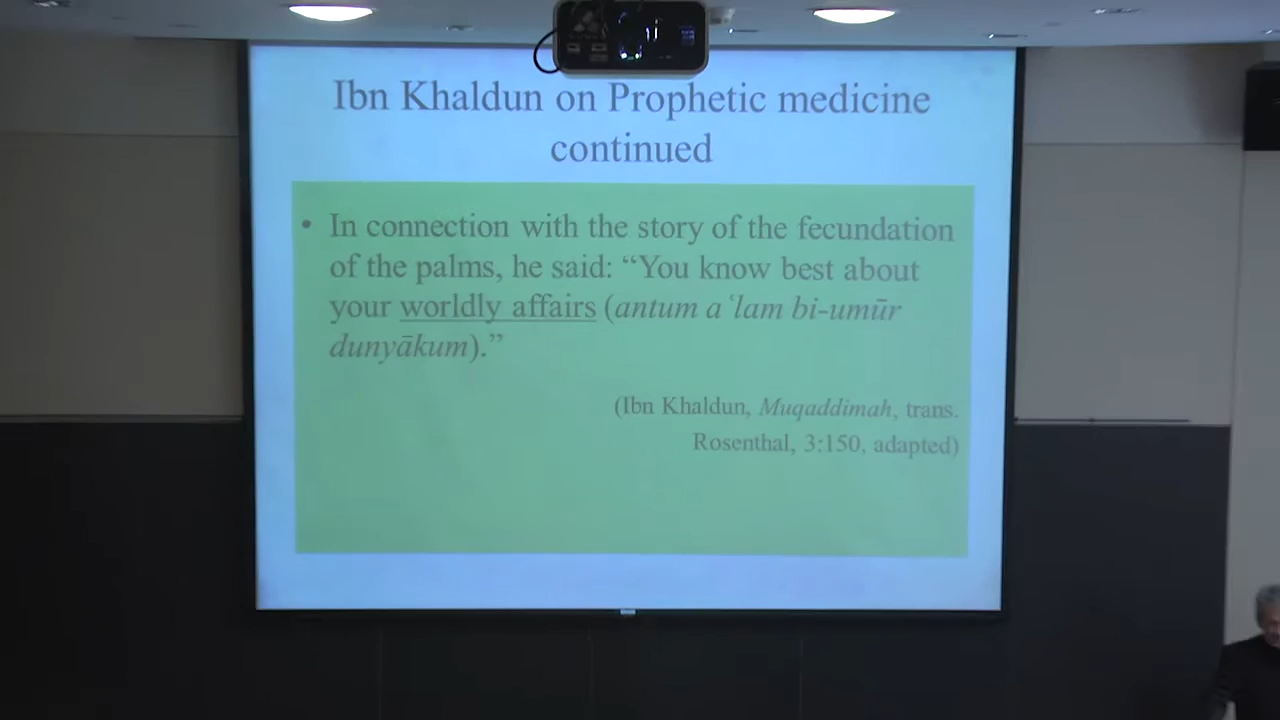 Ibn Khaldun on Prophetic medicine
continued
• In connection with the story of the fecundation
of the palms, he said: “You know best about
your worldly affairs (antum aʿlam bi-umūr
dunyākum).”
(Ibn Khaldun, Muqaddimah, trans.
Rosenthal, 3:150, adapted)